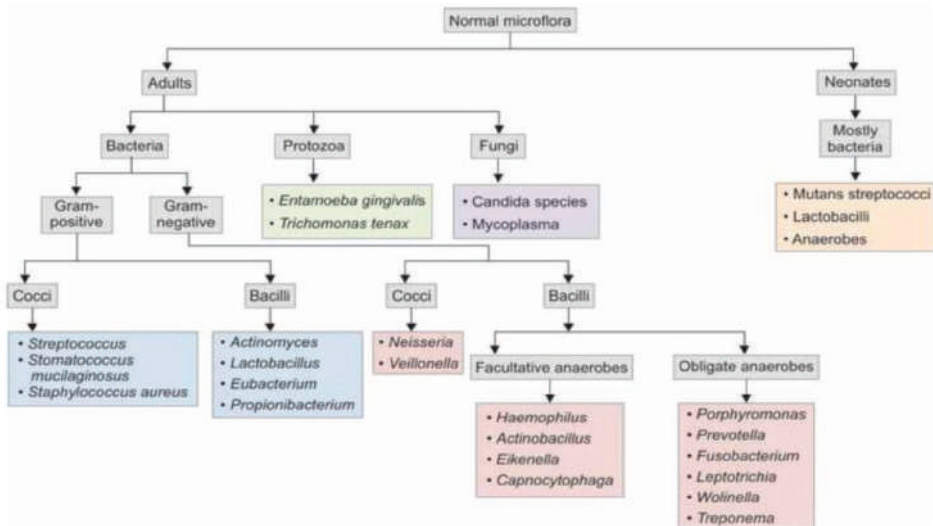 Normal microflora
Adults
Neonates
Bacteria
Protozoa
Fungi
Mostly
bacteria
Gram-
positive
Gram-
negative
• Entamoeba gingivalis
• Trichomonas tenax
• Candida species
• Mycoplasma
• Mutans streptococci
• Lactobacilli
• Anaerobes
Cocci
Bacilli
Cocci
Bacilli
• Streptococcus
• Stomatococcus
mucilaginosus
• Staphylococcus aureus
• Actinomyces
• Lactobacillus
• Eubacterium
• Propionibacterium
• Neisseria
• Veillonella
Facultative anaerobes
Obligate anaerobes
• Haemophilus
• Actinobacillus
• Eikenella
• Capnocytophaga
• Porphyromonas
• Prevotella
• Fusobacterium
• Leptotrichia
• Wolinella
• Treponema